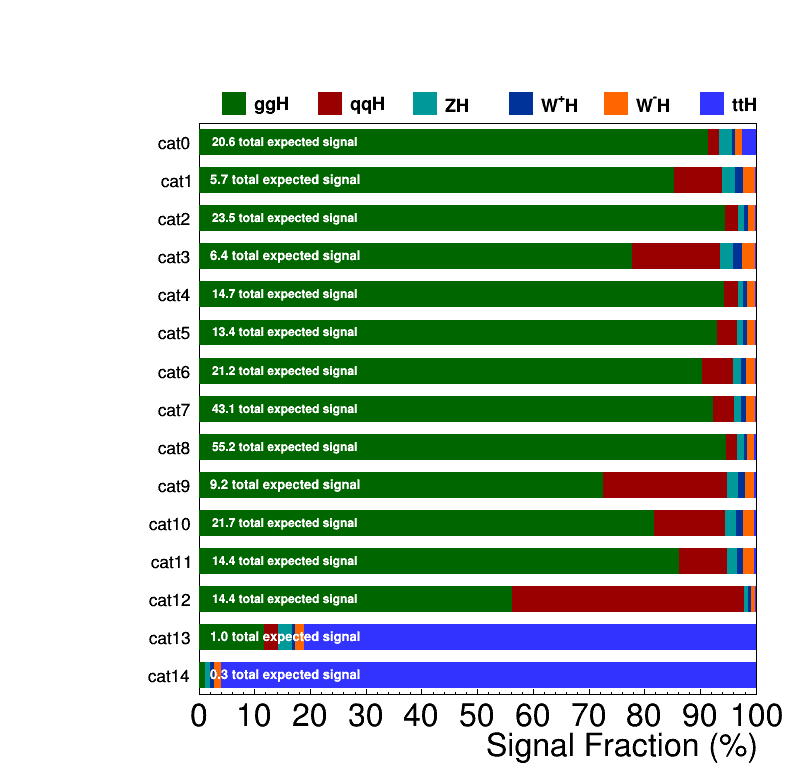 ggH qqH ZH W⁺H W⁻H ttH
cat0 20.6 total expected signal
cat1 5.7 total expected signal
cat2 23.5 total expected signal
cat3 6.4 total expected signal
cat4 14.7 total expected signal
cat5 13.4 total expected signal
cat6 21.2 total expected signal
cat7 43.1 total expected signal
cat8 55.2 total expected signal
cat9 9.2 total expected signal
cat10 21.7 total expected signal
cat11 14.4 total expected signal
cat12 14.4 total expected signal
cat13 1.0 total expected signal
cat14 0.3 total expected signal
0 10 20 30 40 50 60 70 80 90 100
Signal Fraction (%)